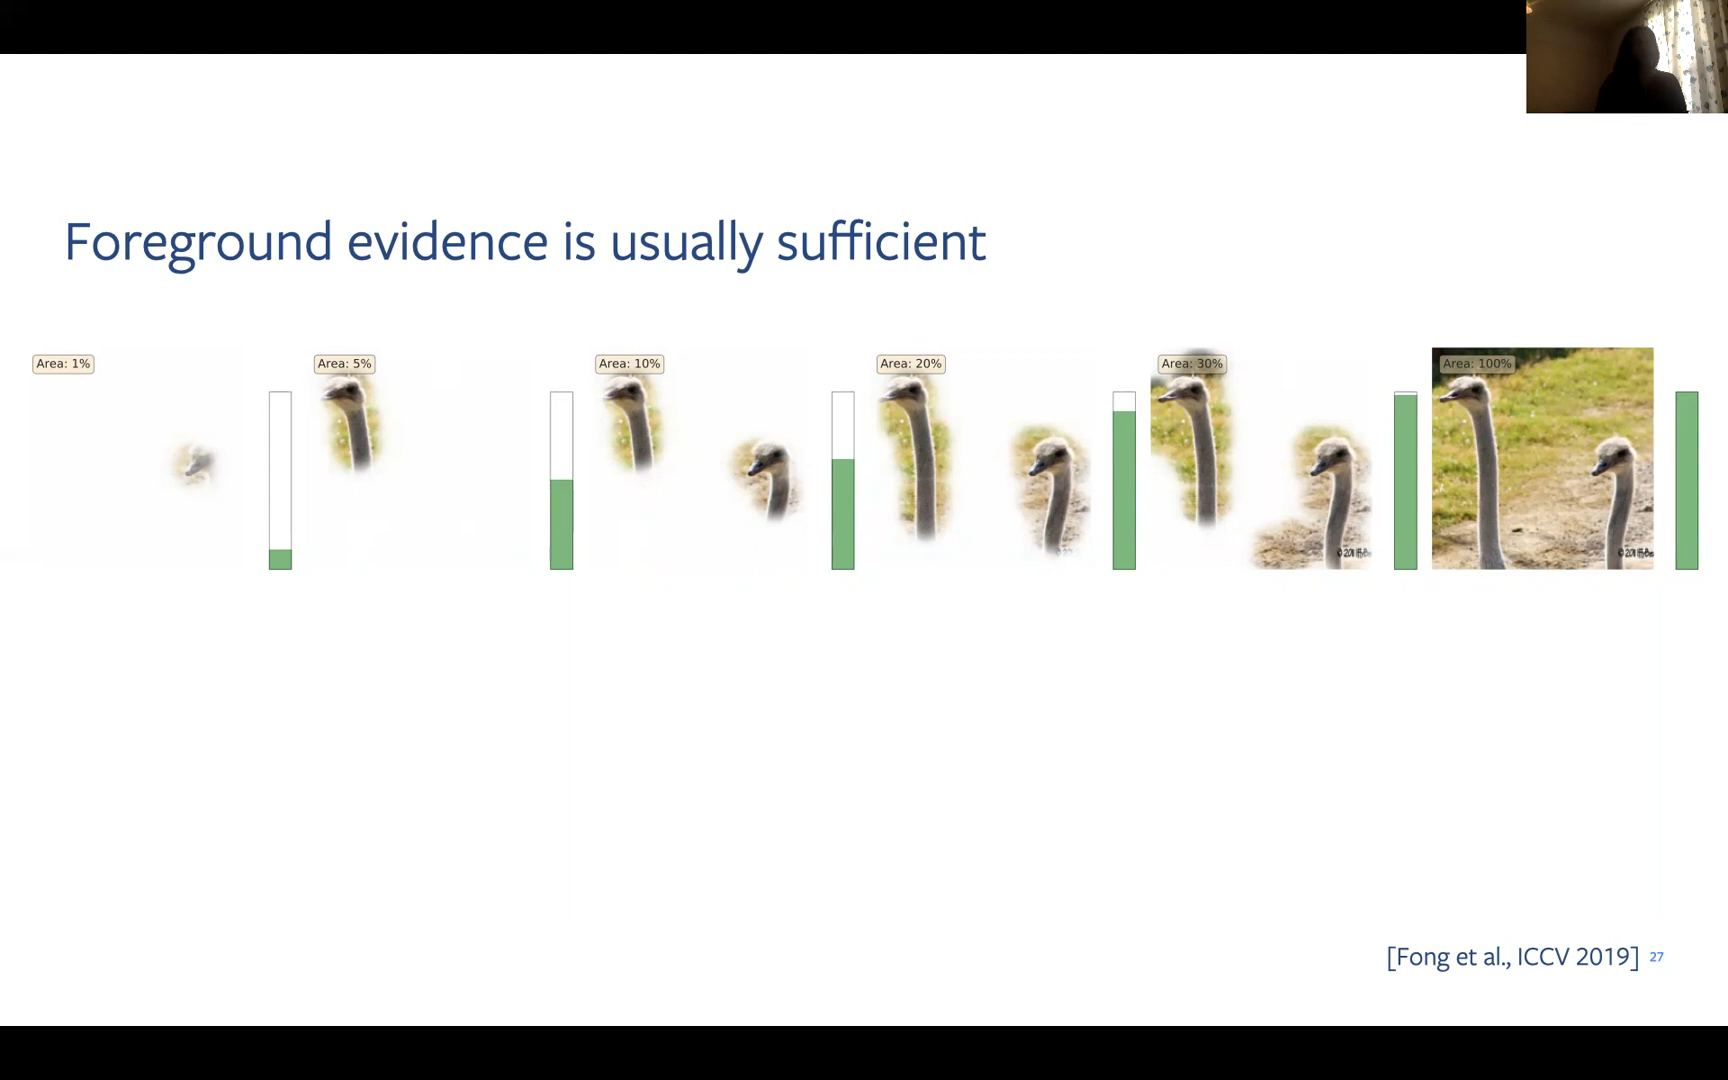 Foreground evidence is usually sufficient
Area: 1%
Area: 5%
Area: 10%
Area: 20%
Area: 30%
Area: 100%
[Fong et al., ICCV 2019] 27